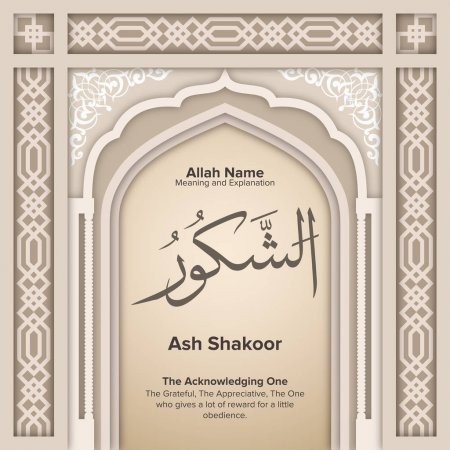 Allah Name
Meaning and Explanation
الشَّكُورُ
Ash Shakoor
The Acknowledging One
The Grateful, The Appreciative, The One
who gives a lot of reward for a little
obedience.